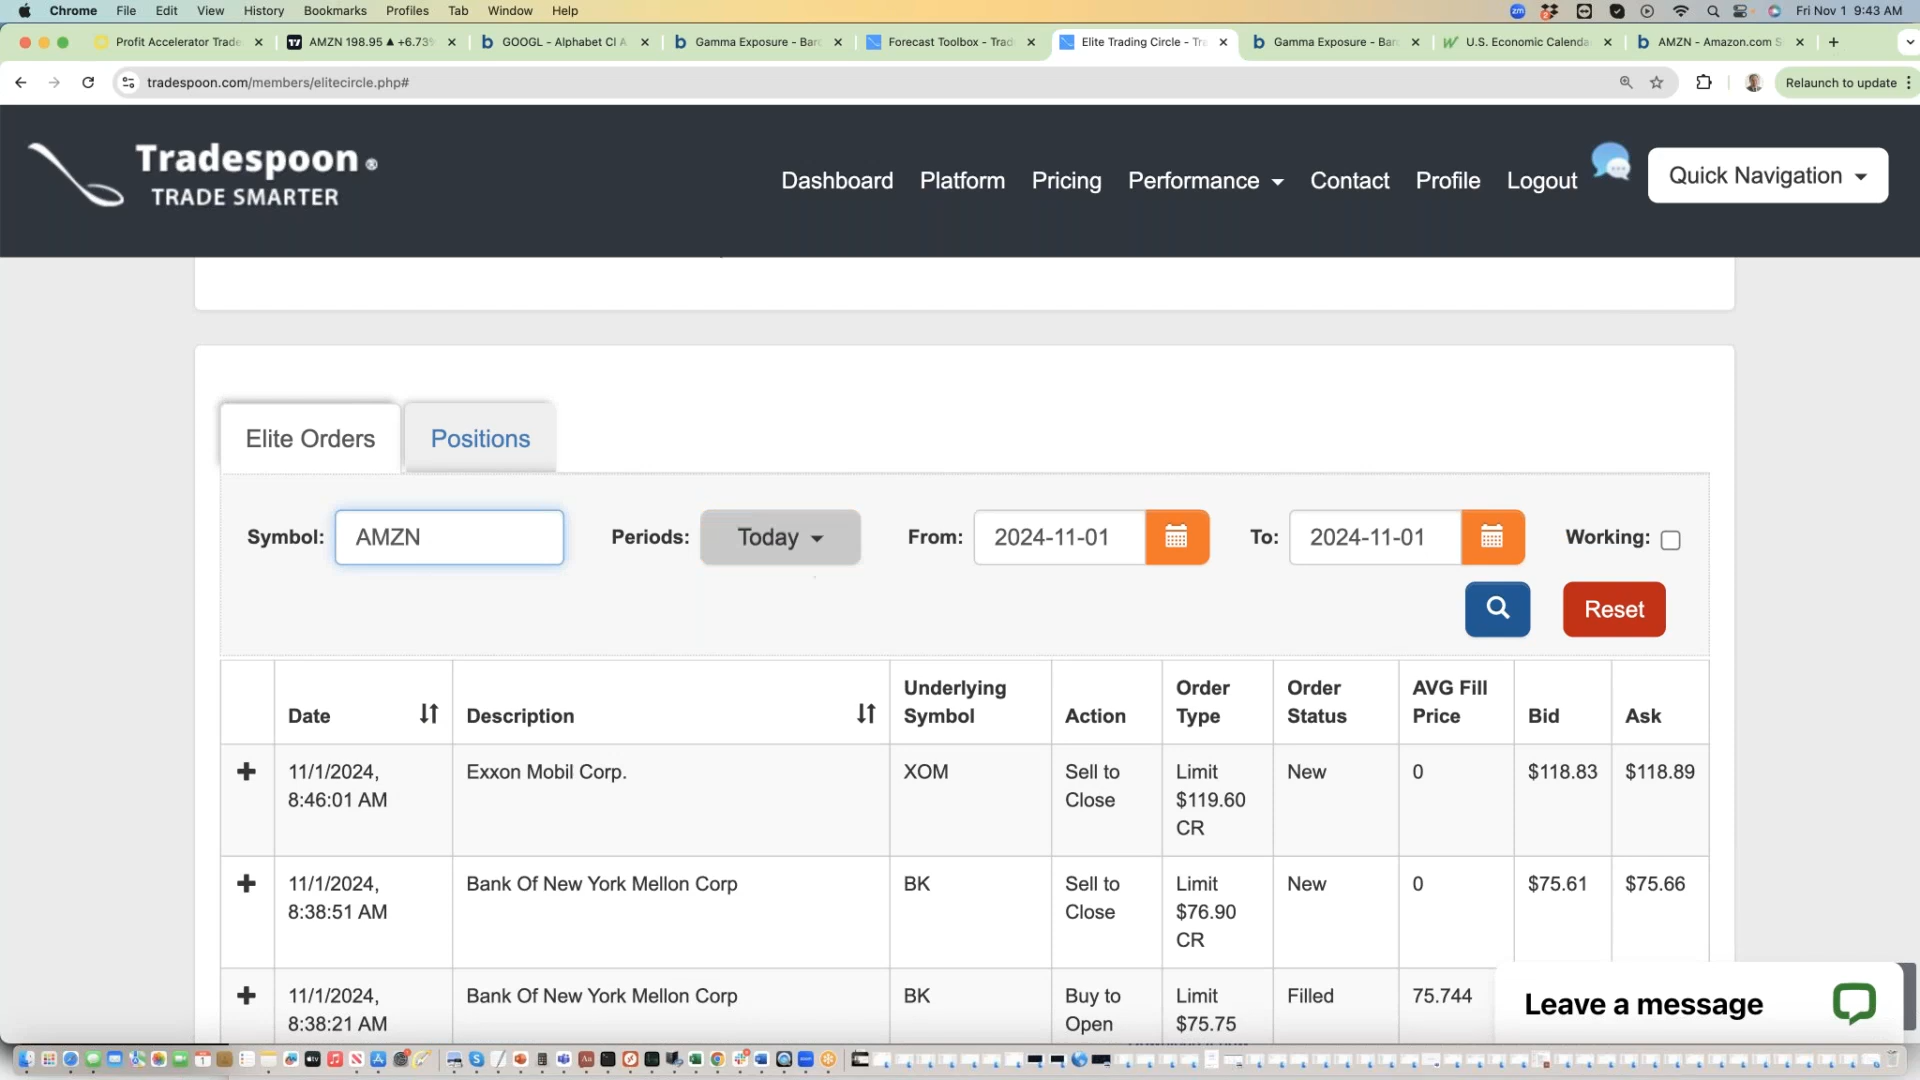 Chrome File Edit View History Bookmarks Profiles Tab Window Help Fri Nov 1 9:43 AM
Profit Accelerator Trade AMZN 198.95 ▲ +6.73% GOOGL - Alphabet Cl A Gamma Exposure - Bar Forecast Toolbox - Trad Elite Trading Circle - Tra Gamma Exposure - Bar U.S. Economic Calenda AMZN - Amazon.com S
tradespoon.com/members/elitecircle.php# Relaunch to update
Tradespoon ®
TRADE SMARTER
Dashboard Platform Pricing Performance Contact Profile Logout Quick Navigation
Elite Orders Positions
Symbol: AMZN Periods: Today From: 2024-11-01 To: 2024-11-01 Working:
Reset
Date Description Underlying Symbol Action Order Type Order Status AVG Fill Price Bid Ask
11/1/2024, 8:46:01 AM Exxon Mobil Corp. XOM Sell to Close Limit $119.60 CR New 0 $118.83 $118.89
11/1/2024, 8:38:51 AM Bank Of New York Mellon Corp BK Sell to Close Limit $76.90 CR New 0 $75.61 $75.66
11/1/2024, 8:38:21 AM Bank Of New York Mellon Corp BK Buy to Open Limit $75.75 Filled 75.744
Leave a message